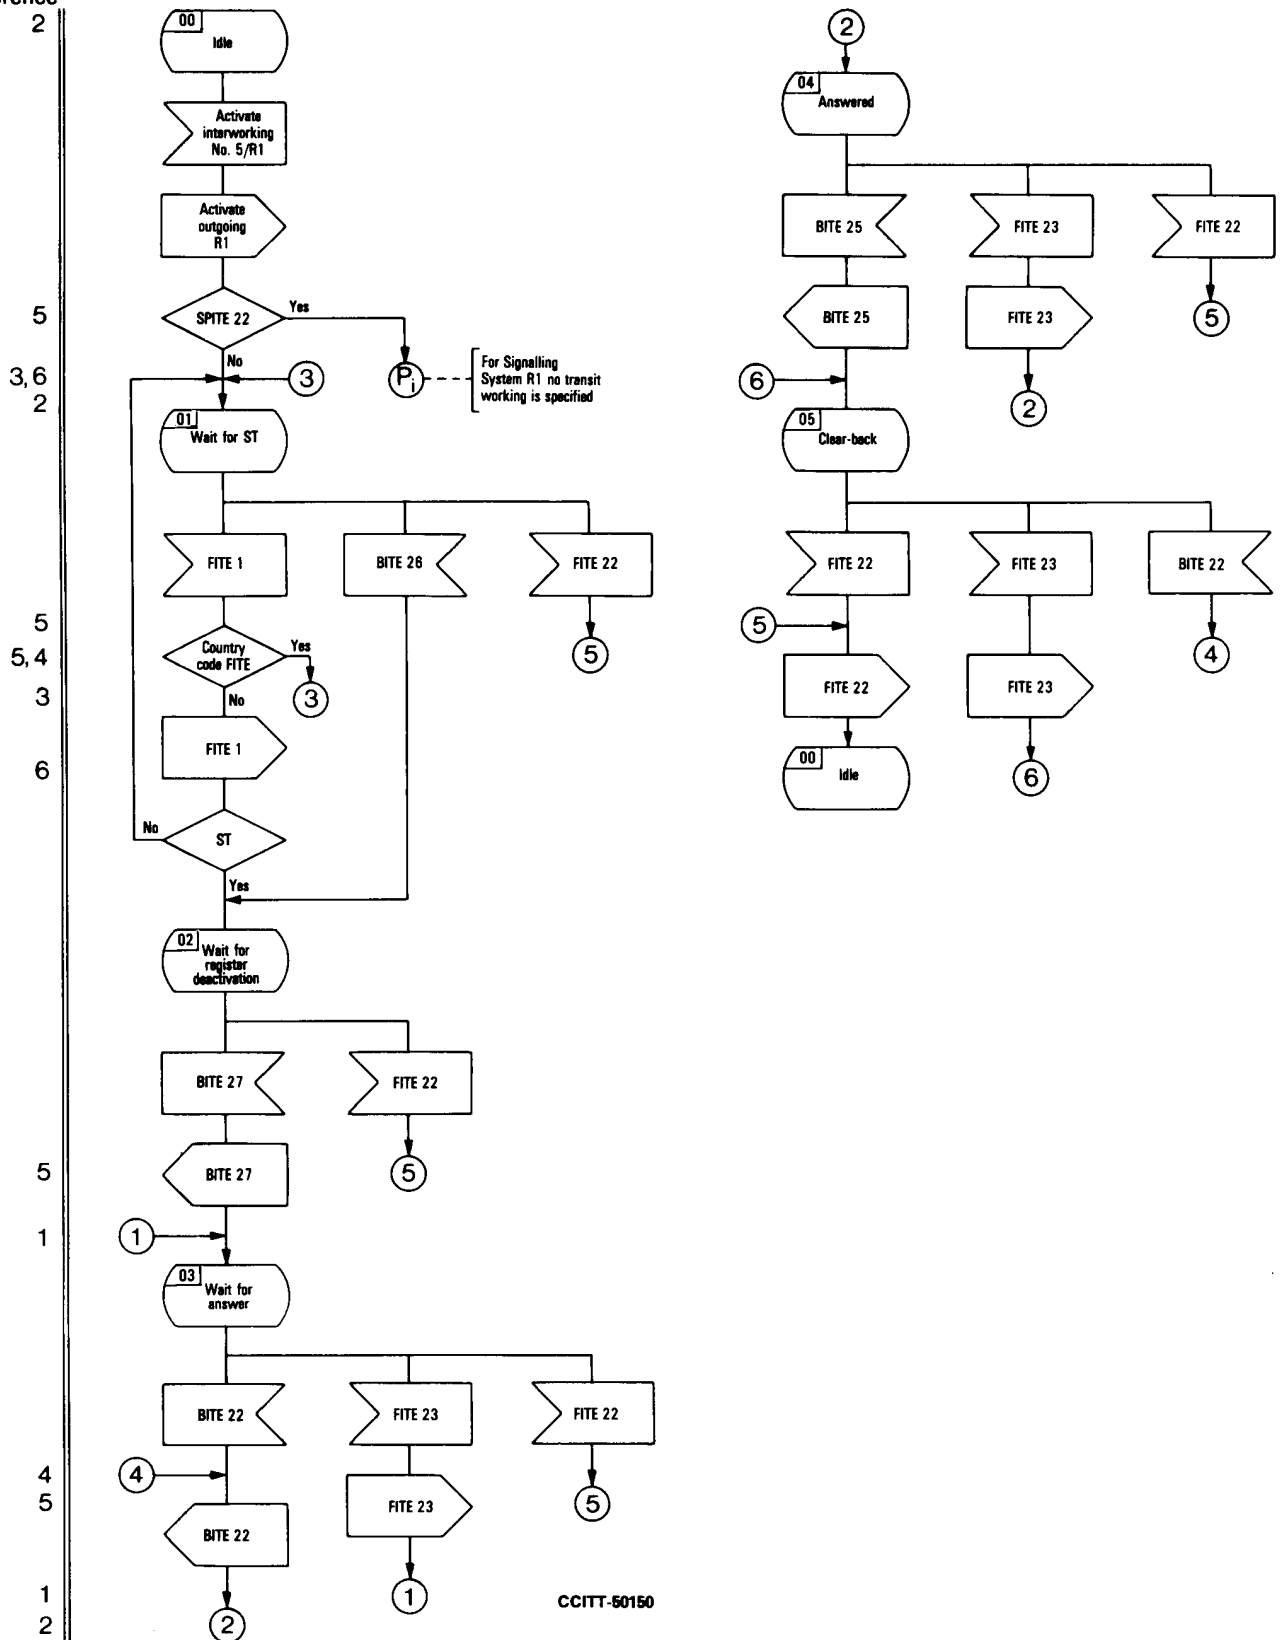 2
00
Idle
Activate
interworking
No. 5/R1
Activate
outgoing
R1
5
SPITE 22
Yes
No
3, 6
3
Pi
For Signalling
System R1 no transit
working is specified
2
01
Wait for ST
FITE 1
BITE 26
FITE 22
5
5
5, 4
Country
code FITE
Yes
3
3
No
FITE 1
6
No
ST
Yes
02
Wait for
register
deactivation
BITE 27
FITE 22
5
BITE 27
5
1
1
03
Wait for
answer
BITE 22
FITE 23
FITE 22
4
4
5
FITE 23
5
BITE 22
1
1
2
2
CCITT-50150
2
04
Answered
BITE 25
FITE 23
FITE 22
BITE 25
FITE 23
5
6
2
05
Clear-back
FITE 22
FITE 23
BITE 22
5
4
FITE 22
FITE 23
00
Idle
6